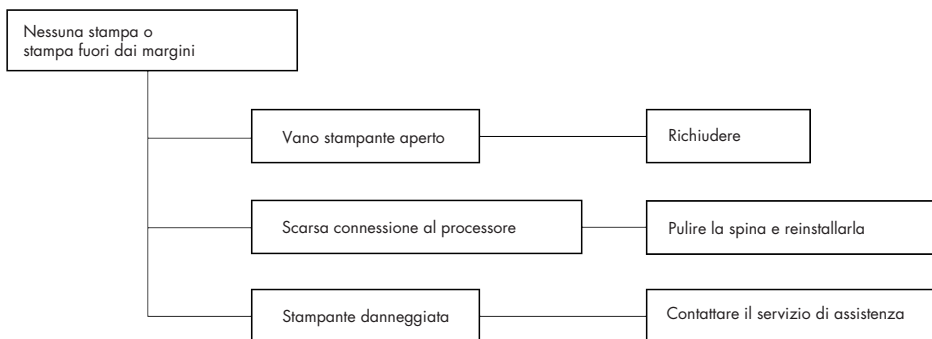 Nessuna stampa o
stampa fuori dai margini
Vano stampante aperto
Richiudere
Scarsa connessione al processore
Pulire la spina e reinstallarla
Stampante danneggiata
Contattare il servizio di assistenza